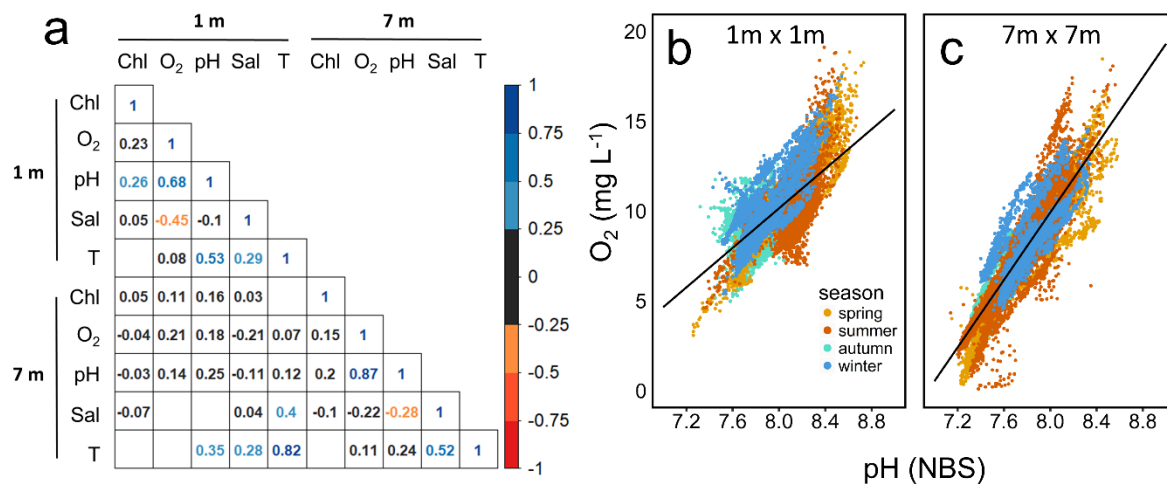 a
1 m 7 m
Chl O₂ pH Sal T Chl O₂ pH Sal T
1 m
Chl 1
O₂ 0.23 1
pH 0.26 0.68 1
Sal 0.05 -0.45 -0.1 1
T 0.08 0.53 0.29 1
7 m
Chl 0.05 0.11 0.16 0.03 1
O₂ -0.04 0.21 0.18 -0.21 0.07 0.15 1
pH -0.03 0.14 0.25 -0.11 0.12 0.2 0.87 1
Sal -0.07 0.04 0.4 -0.1 -0.22 -0.28 1
T 0.35 0.28 0.82 0.11 0.24 0.52 1
1
0.75
0.5
0.25
0
-0.25
-0.5
-0.75
-1
b 1m x 1m
O₂ (mg L⁻¹)
20
15
10
5
0
season
spring
summer
autumn
winter
7.2 7.6 8.0 8.4 8.8
c 7m x 7m
7.2 7.6 8.0 8.4 8.8
pH (NBS)